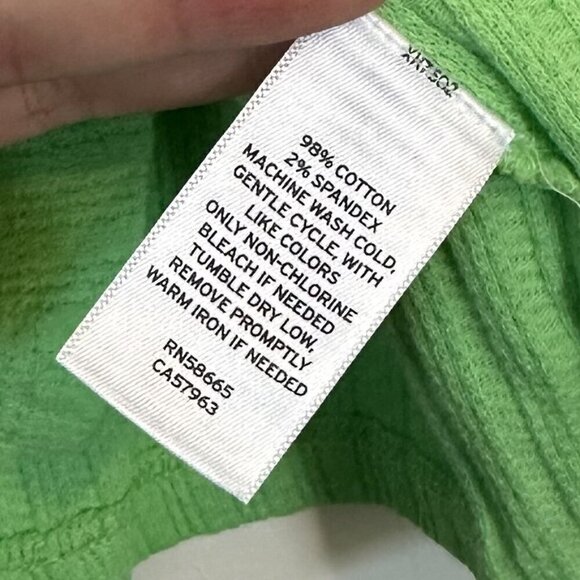 98% COTTON
2% SPANDEX
MACHINE WASH COLD,
GENTLE CYCLE, WITH
LIKE COLORS
ONLY NON-CHLORINE
BLEACH IF NEEDED
TUMBLE DRY LOW,
REMOVE PROMPTLY
WARM IRON IF NEEDED
RN58665
CA57963